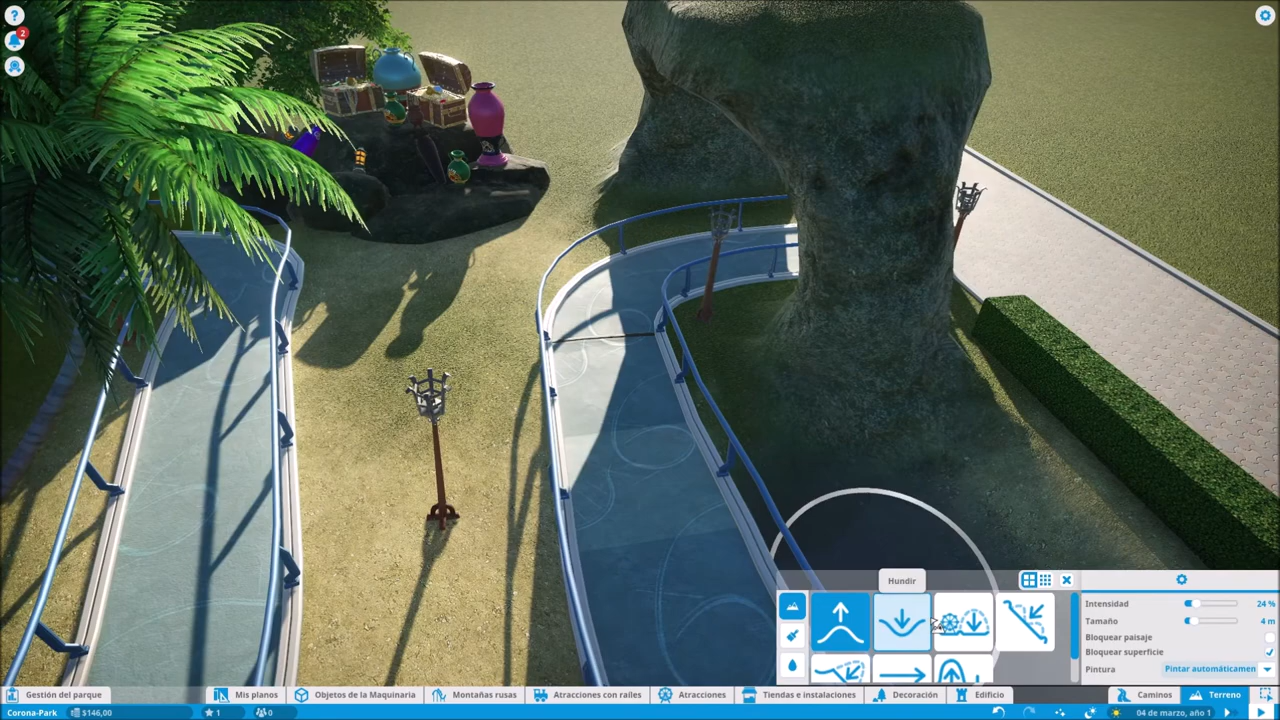 ?
2
Hundir
Intensidad 24 %
Tamaño 4 m
Bloquear paisaje
Bloquear superficie
Pintura Pintar automáticamen
Gestión del parque Mis planos Objetos de la Maquinaria Montañas rusas Atracciones con raíles Atracciones Tiendas e instalaciones Decoración Edificio Caminos Terreno
Corona-Park $146,00 1 0 04 de marzo, año 1